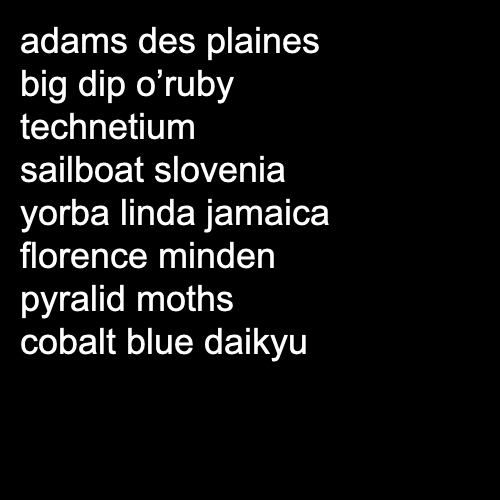 adams des plaines
big dip o’ruby
technetium
sailboat slovenia
yorba linda jamaica
florence minden
pyralid moths
cobalt blue daikyu